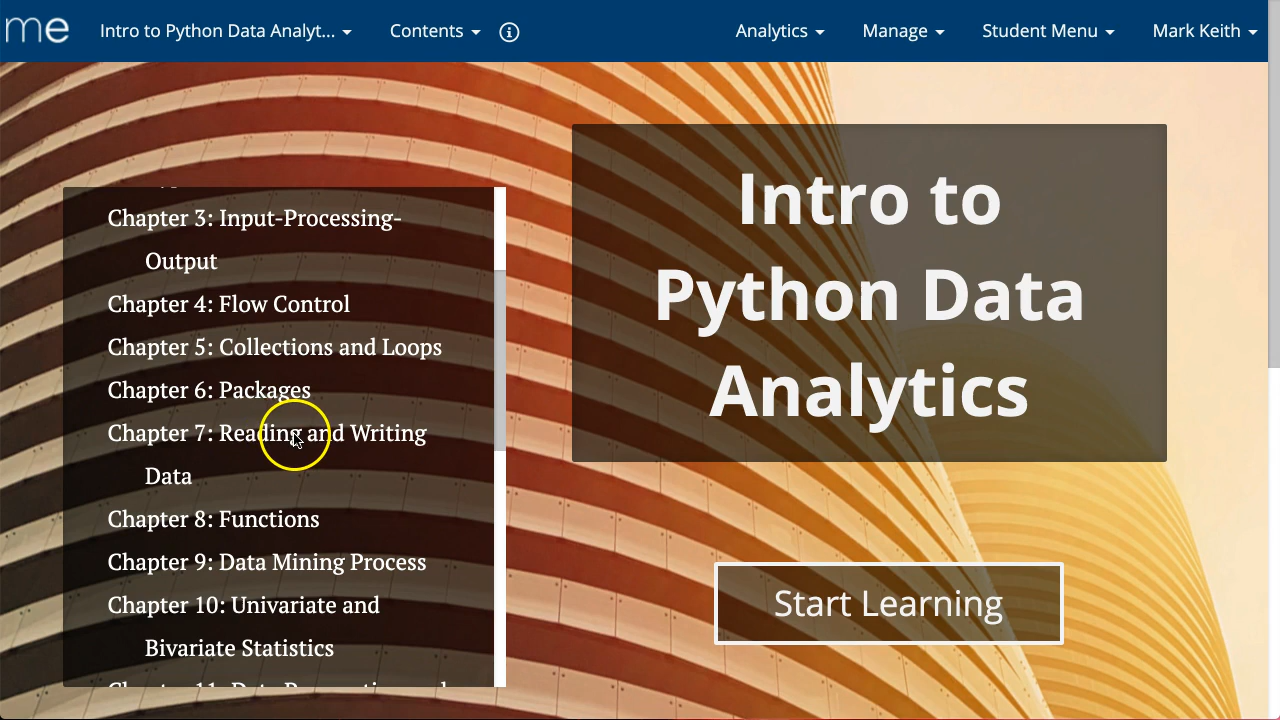 me
Intro to Python Data Analyt...
Contents
Analytics
Manage
Student Menu
Mark Keith
Chapter 3: Input-Processing-
Output
Chapter 4: Flow Control
Chapter 5: Collections and Loops
Chapter 6: Packages
Chapter 7: Reading and Writing
Data
Chapter 8: Functions
Chapter 9: Data Mining Process
Chapter 10: Univariate and
Bivariate Statistics
Intro to
Python Data
Analytics
Start Learning